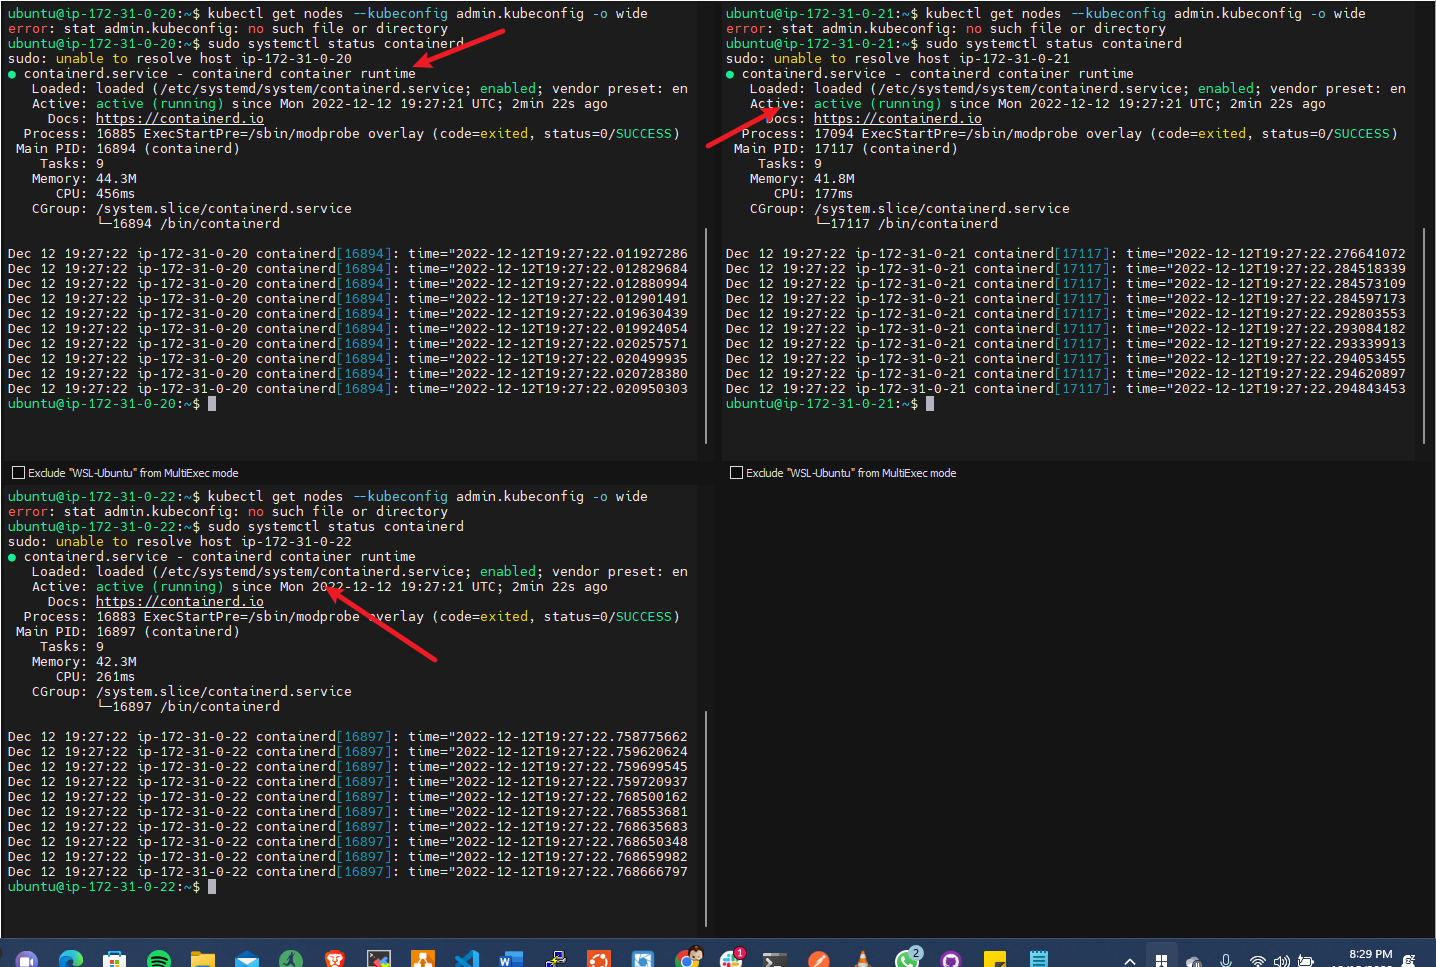 ubuntu@ip-172-31-0-20:~$ kubectl get nodes --kubeconfig admin.kubeconfig -o wide
error: stat admin.kubeconfig: no such file or directory
ubuntu@ip-172-31-0-20:~$ sudo systemctl status containerd
sudo: unable to resolve host ip-172-31-0-20
● containerd.service - containerd container runtime
Loaded: loaded (/etc/systemd/system/containerd.service; enabled; vendor preset: en
Active: active (running) since Mon 2022-12-12 19:27:21 UTC; 2min 22s ago
Docs: https://containerd.io
Process: 16885 ExecStartPre=/sbin/modprobe overlay (code=exited, status=0/SUCCESS)
Main PID: 16894 (containerd)
Tasks: 9
Memory: 44.3M
CPU: 456ms
CGroup: /system.slice/containerd.service
└─16894 /bin/containerd
Dec 12 19:27:22 ip-172-31-0-20 containerd[16894]: time="2022-12-12T19:27:22.011927286
Dec 12 19:27:22 ip-172-31-0-20 containerd[16894]: time="2022-12-12T19:27:22.012829684
Dec 12 19:27:22 ip-172-31-0-20 containerd[16894]: time="2022-12-12T19:27:22.012880994
Dec 12 19:27:22 ip-172-31-0-20 containerd[16894]: time="2022-12-12T19:27:22.012901491
Dec 12 19:27:22 ip-172-31-0-20 containerd[16894]: time="2022-12-12T19:27:22.019630439
Dec 12 19:27:22 ip-172-31-0-20 containerd[16894]: time="2022-12-12T19:27:22.019924054
Dec 12 19:27:22 ip-172-31-0-20 containerd[16894]: time="2022-12-12T19:27:22.020257571
Dec 12 19:27:22 ip-172-31-0-20 containerd[16894]: time="2022-12-12T19:27:22.020499935
Dec 12 19:27:22 ip-172-31-0-20 containerd[16894]: time="2022-12-12T19:27:22.020728380
Dec 12 19:27:22 ip-172-31-0-20 containerd[16894]: time="2022-12-12T19:27:22.020950303
ubuntu@ip-172-31-0-20:~$
Exclude "WSL-Ubuntu" from MultiExec mode
ubuntu@ip-172-31-0-21:~$ kubectl get nodes --kubeconfig admin.kubeconfig -o wide
error: stat admin.kubeconfig: no such file or directory
ubuntu@ip-172-31-0-21:~$ sudo systemctl status containerd
sudo: unable to resolve host ip-172-31-0-21
● containerd.service - containerd container runtime
Loaded: loaded (/etc/systemd/system/containerd.service; enabled; vendor preset: en
Active: active (running) since Mon 2022-12-12 19:27:21 UTC; 2min 22s ago
Docs: https://containerd.io
Process: 17094 ExecStartPre=/sbin/modprobe overlay (code=exited, status=0/SUCCESS)
Main PID: 17117 (containerd)
Tasks: 9
Memory: 41.8M
CPU: 177ms
CGroup: /system.slice/containerd.service
└─17117 /bin/containerd
Dec 12 19:27:22 ip-172-31-0-21 containerd[17117]: time="2022-12-12T19:27:22.276641072
Dec 12 19:27:22 ip-172-31-0-21 containerd[17117]: time="2022-12-12T19:27:22.284518339
Dec 12 19:27:22 ip-172-31-0-21 containerd[17117]: time="2022-12-12T19:27:22.284573109
Dec 12 19:27:22 ip-172-31-0-21 containerd[17117]: time="2022-12-12T19:27:22.284597173
Dec 12 19:27:22 ip-172-31-0-21 containerd[17117]: time="2022-12-12T19:27:22.292803553
Dec 12 19:27:22 ip-172-31-0-21 containerd[17117]: time="2022-12-12T19:27:22.293084182
Dec 12 19:27:22 ip-172-31-0-21 containerd[17117]: time="2022-12-12T19:27:22.293339913
Dec 12 19:27:22 ip-172-31-0-21 containerd[17117]: time="2022-12-12T19:27:22.294053455
Dec 12 19:27:22 ip-172-31-0-21 containerd[17117]: time="2022-12-12T19:27:22.294620897
Dec 12 19:27:22 ip-172-31-0-21 containerd[17117]: time="2022-12-12T19:27:22.294843453
ubuntu@ip-172-31-0-21:~$
Exclude "WSL-Ubuntu" from MultiExec mode
ubuntu@ip-172-31-0-22:~$ kubectl get nodes --kubeconfig admin.kubeconfig -o wide
error: stat admin.kubeconfig: no such file or directory
ubuntu@ip-172-31-0-22:~$ sudo systemctl status containerd
sudo: unable to resolve host ip-172-31-0-22
● containerd.service - containerd container runtime
Loaded: loaded (/etc/systemd/system/containerd.service; enabled; vendor preset: en
Active: active (running) since Mon 2022-12-12 19:27:21 UTC; 2min 22s ago
Docs: https://containerd.io
Process: 16883 ExecStartPre=/sbin/modprobe overlay (code=exited, status=0/SUCCESS)
Main PID: 16897 (containerd)
Tasks: 9
Memory: 42.3M
CPU: 261ms
CGroup: /system.slice/containerd.service
└─16897 /bin/containerd
Dec 12 19:27:22 ip-172-31-0-22 containerd[16897]: time="2022-12-12T19:27:22.758775662
Dec 12 19:27:22 ip-172-31-0-22 containerd[16897]: time="2022-12-12T19:27:22.759620624
Dec 12 19:27:22 ip-172-31-0-22 containerd[16897]: time="2022-12-12T19:27:22.759699545
Dec 12 19:27:22 ip-172-31-0-22 containerd[16897]: time="2022-12-12T19:27:22.759720937
Dec 12 19:27:22 ip-172-31-0-22 containerd[16897]: time="2022-12-12T19:27:22.768500162
Dec 12 19:27:22 ip-172-31-0-22 containerd[16897]: time="2022-12-12T19:27:22.768553681
Dec 12 19:27:22 ip-172-31-0-22 containerd[16897]: time="2022-12-12T19:27:22.768635683
Dec 12 19:27:22 ip-172-31-0-22 containerd[16897]: time="2022-12-12T19:27:22.768650348
Dec 12 19:27:22 ip-172-31-0-22 containerd[16897]: time="2022-12-12T19:27:22.768659982
Dec 12 19:27:22 ip-172-31-0-22 containerd[16897]: time="2022-12-12T19:27:22.768666797
ubuntu@ip-172-31-0-22:~$
1
2
8:29 PM